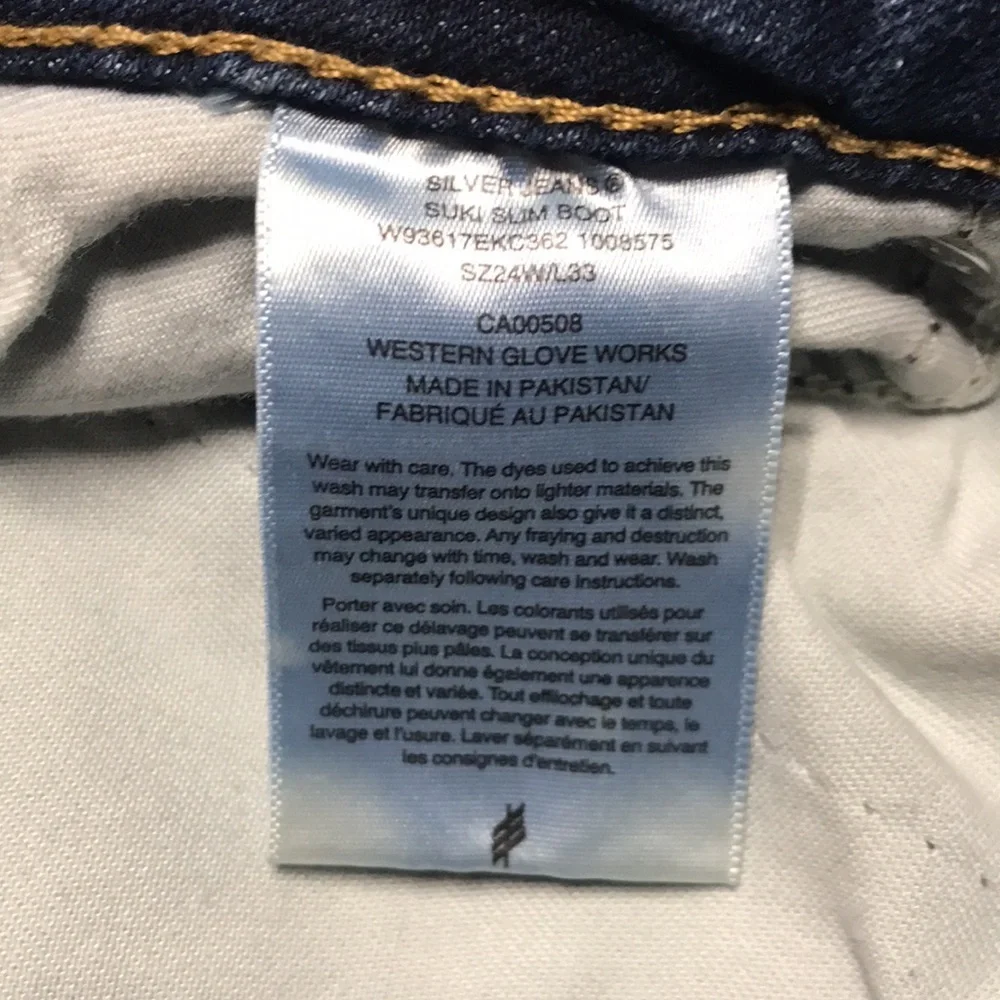 SILVER JEANS®
SUKI SLIM BOOT
W93617EKC362 1008575
SZ24W/L33
CA00508
WESTERN GLOVE WORKS
MADE IN PAKISTAN/
FABRIQUÉ AU PAKISTAN
Wear with care. The dyes used to achieve this
wash may transfer onto lighter materials. The
garment's unique design also give it a distinct,
varied appearance. Any fraying and destruction
may change with time, wash and wear. Wash
separately following care instructions.
Porter avec soin. Les colorants utilisés pour
réaliser ce délavage peuvent se transférer sur
des tissus plus pâles. La conception unique du
vêtement lui donne également une apparence
distincte et variée. Tout effilochage et toute
déchirure peuvent changer avec le temps, le
lavage et l'usure. Laver séparément en suivant
les consignes d'entretien.